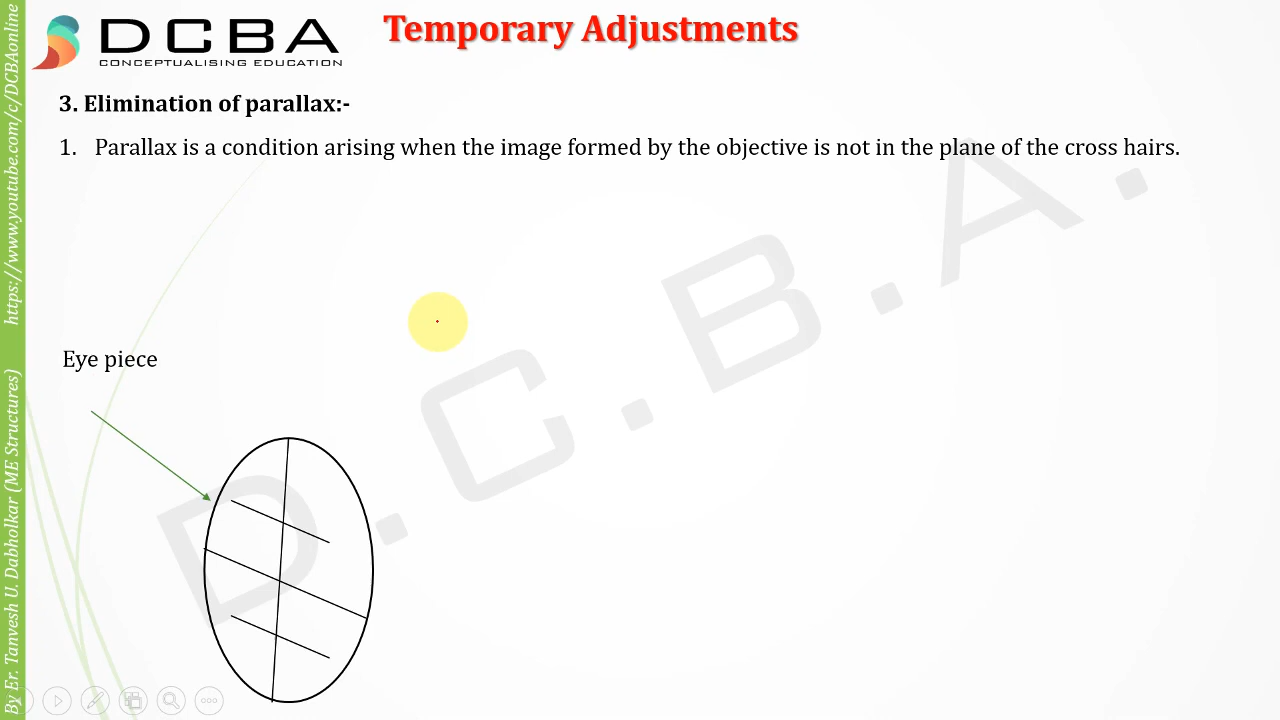 DCBA
CONCEPTUALISING EDUCATION
Temporary Adjustments
3. Elimination of parallax:-
1. Parallax is a condition arising when the image formed by the objective is not in the plane of the cross hairs.
Eye piece
D.C.B.A.
By Er. Tanvesh U. Dabholkar (ME Structures) https://www.youtube.com/c/DCBAonline